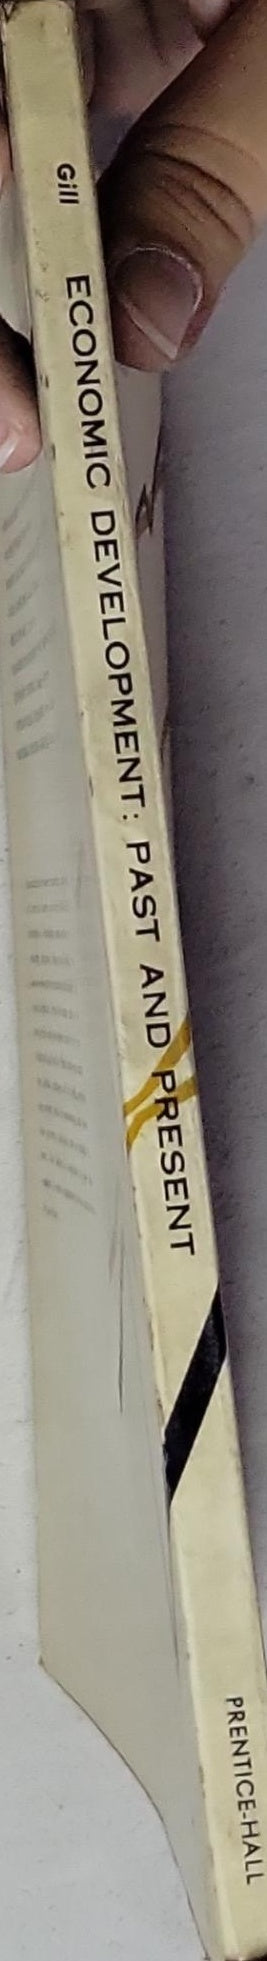 Gill
ECONOMIC DEVELOPMENT: PAST AND PRESENT
PRENTICE-HALL